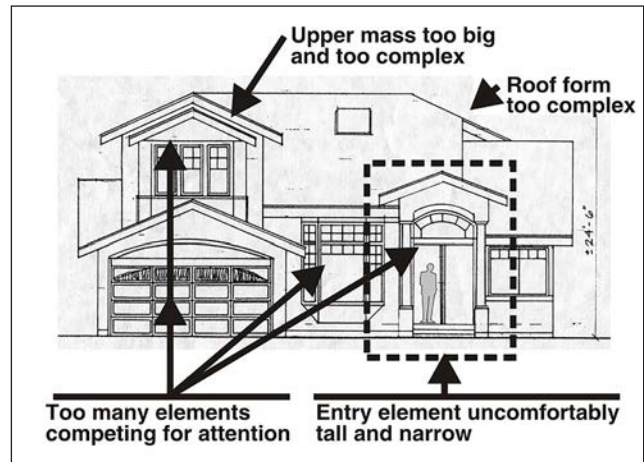 Upper mass too big
and too complex
Roof form
too complex
±24'-6"
Too many elements
competing for attention
Entry element uncomfortably
tall and narrow